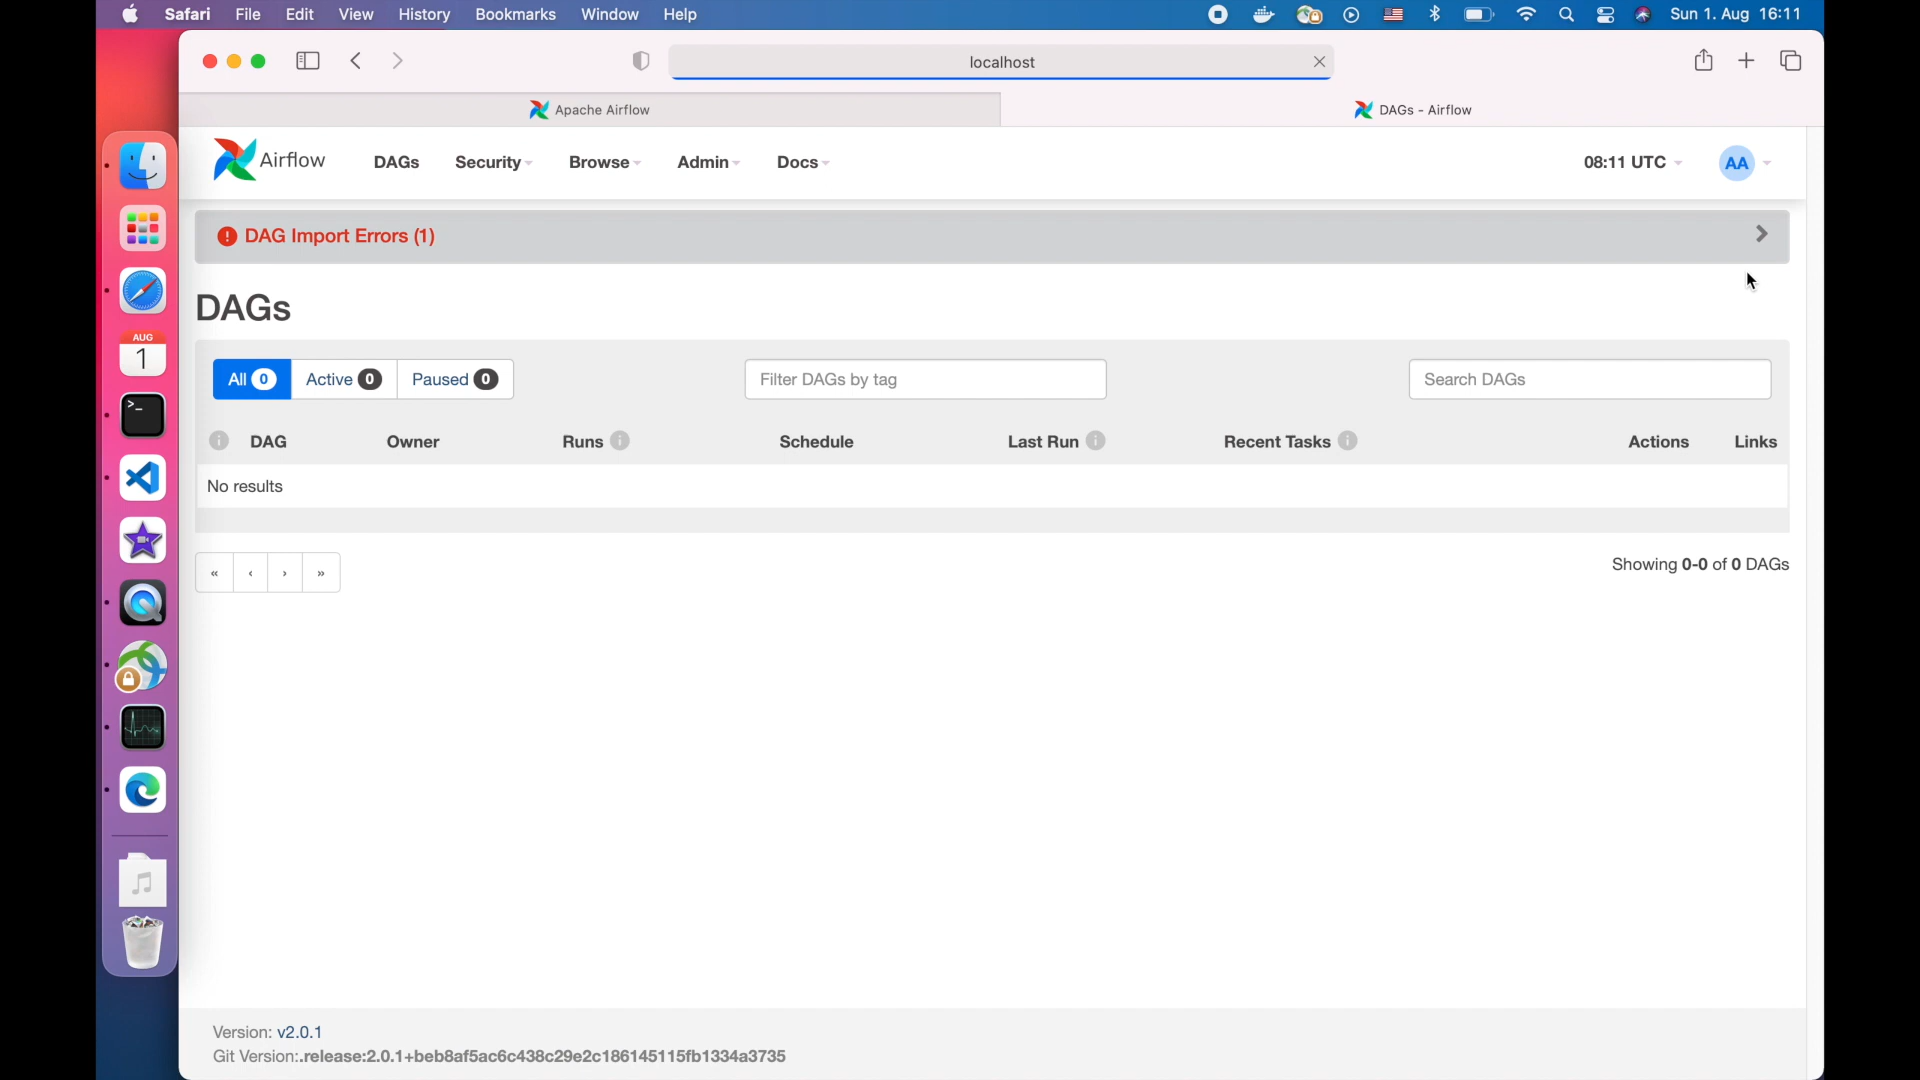 Safari File Edit View History Bookmarks Window Help Sun 1. Aug 16:11
localhost
Apache Airflow DAGs - Airflow
Airflow DAGs Security Browse Admin Docs 08:11 UTC AA
DAG Import Errors (1)
DAGs
All 0 Active 0 Paused 0 Filter DAGs by tag Search DAGs
DAG Owner Runs Schedule Last Run Recent Tasks Actions Links
No results
« ‹ › » Showing 0-0 of 0 DAGs
AUG
1
Version: v2.0.1
Git Version:.release:2.0.1+beb8af5ac6c438c29e2c186145115fb1334a3735